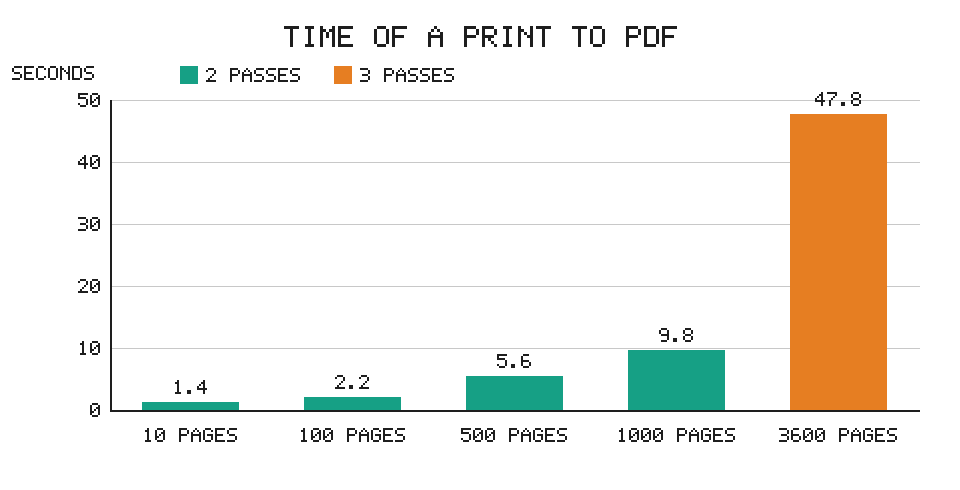 TIME OF A PRINT TO PDF
SECONDS
2 PASSES
3 PASSES
50
40
30
20
10
0
1.4
2.2
5.6
9.8
47.8
10 PAGES
100 PAGES
500 PAGES
1000 PAGES
3600 PAGES